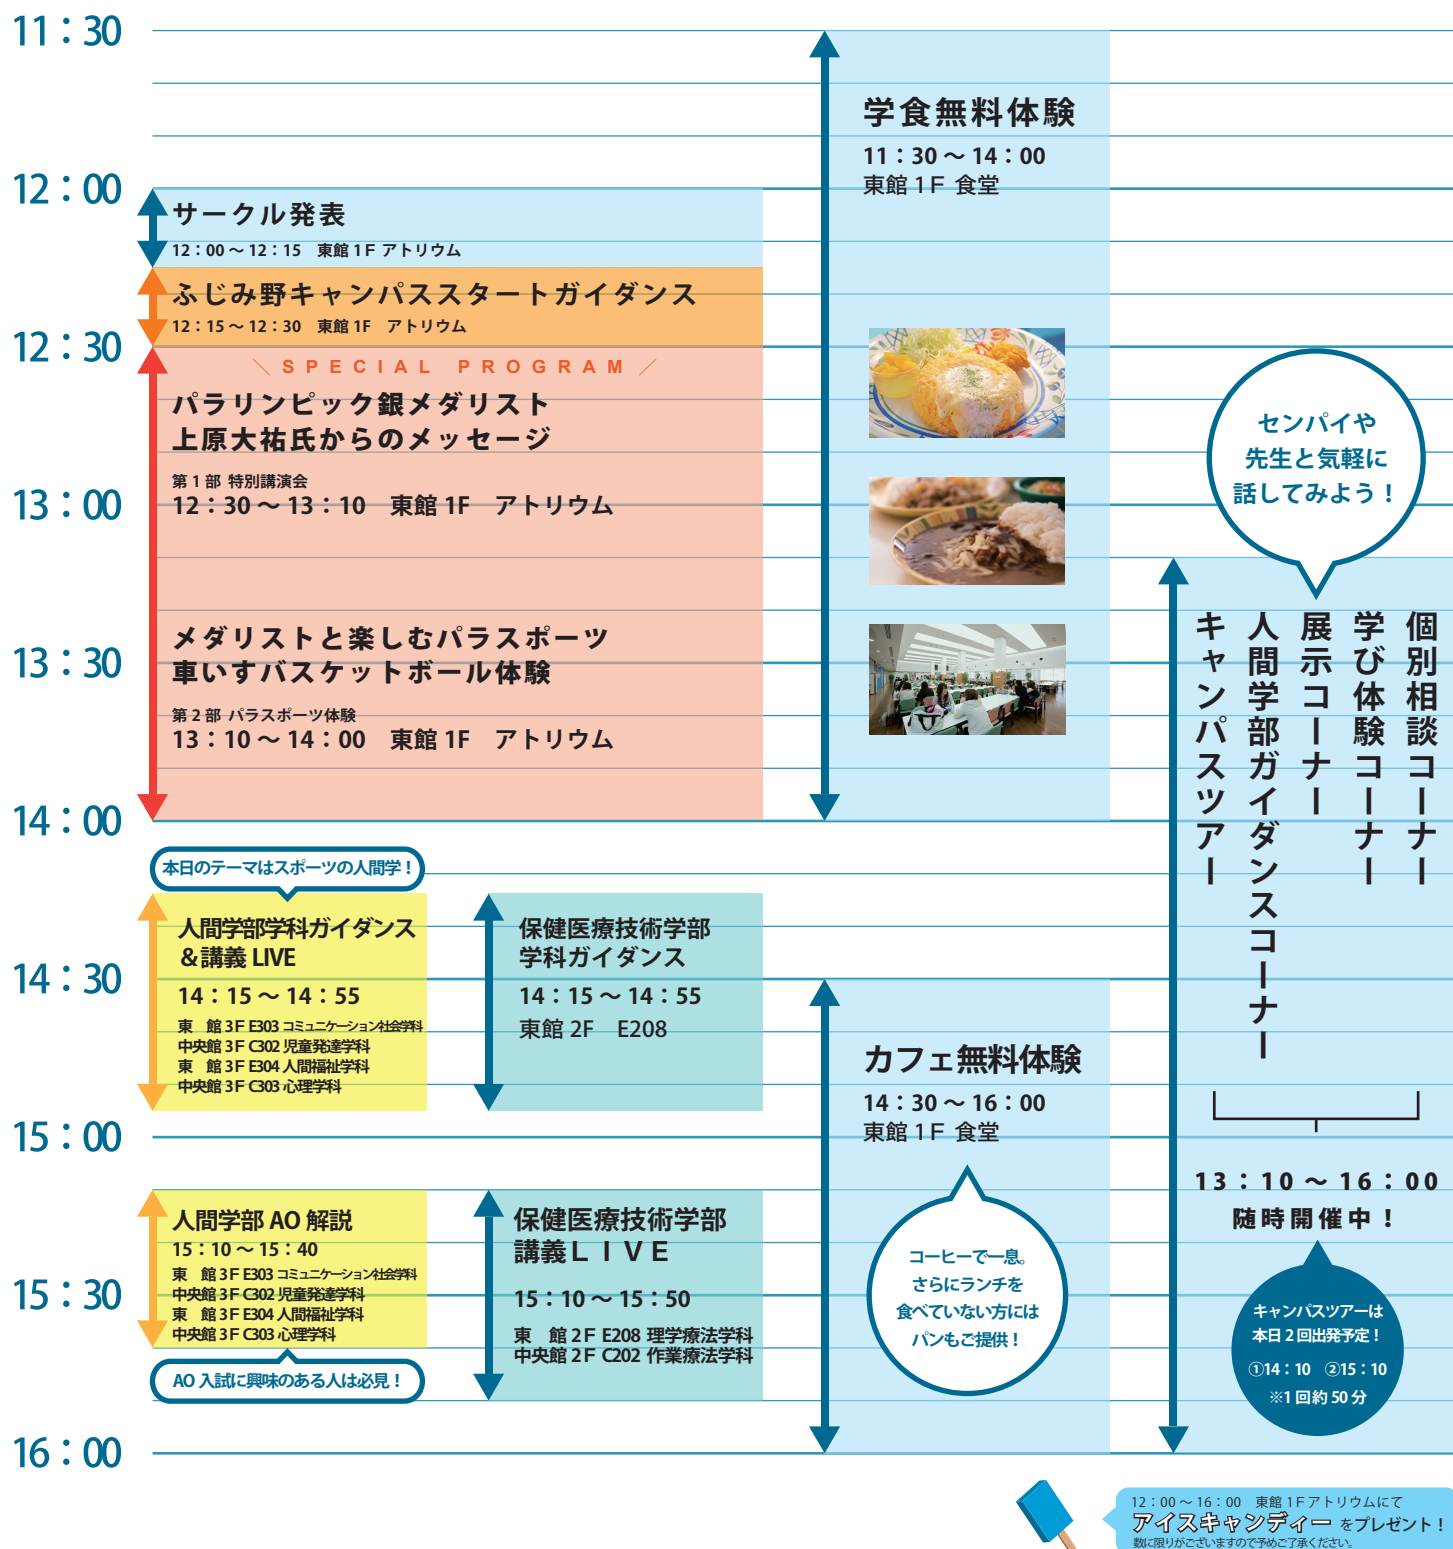 11：30
12：00
12：30
13：00
13：30
14：00
14：30
15：00
15：30
16：00
サークル発表
12：00～12：15　東館1F アトリウム
ふじみ野キャンパススタートガイダンス
12：15～12：30　東館1F　アトリウム
＼ SPECIAL PROGRAM ／
パラリンピック銀メダリスト
上原大祐氏からのメッセージ
第1部 特別講演会
12：30～13：10　東館1F　アトリウム
メダリストと楽しむパラスポーツ
車いすバスケットボール体験
第2部 パラスポーツ体験
13：10～14：00　東館1F　アトリウム
本日のテーマはスポーツの人間学！
人間学部学科ガイダンス
＆講義LIVE
14：15～14：55
東　館3F E303 コミュニケーション社会学科
中央館3F C302 児童発達学科
東　館3F E304 人間福祉学科
中央館3F C303 心理学科
保健医療技術学部
学科ガイダンス
14：15～14：55
東館2F　E208
人間学部AO解説
15：10～15：40
東　館3F E303 コミュニケーション社会学科
中央館3F C302 児童発達学科
東　館3F E304 人間福祉学科
中央館3F C303 心理学科
AO入試に興味のある人は必見！
保健医療技術学部
講義ＬＩＶＥ
15：10～15：50
東　館2F E208 理学療法学科
中央館2F C202 作業療法学科
学食無料体験
11：30～14：00
東館1F 食堂
カフェ無料体験
14：30～16：00
東館1F 食堂
コーヒーで一息。
さらにランチを
食べていない方には
パンもご提供！
センパイや
先生と気軽に
話してみよう！
個別相談コーナー
学び体験コーナー
展示コーナー
人間学部ガイダンスコーナー
キャンパスツアー
13：10～16：00
随時開催中！
キャンパスツアーは
本日2回出発予定！
①14：10　②15：10
※1回約50分
12：00～16：00　東館1Fアトリウムにて
アイスキャンディー をプレゼント！
数に限りがございますので予めご了承ください。